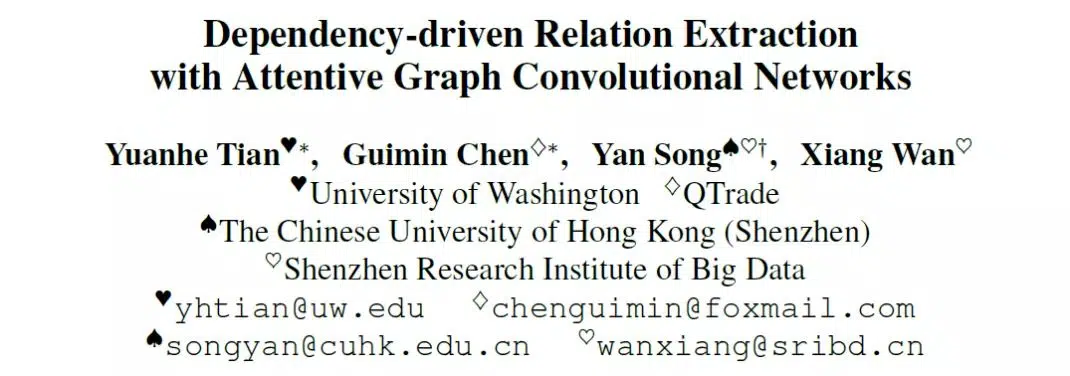 Dependency-driven Relation Extraction
with Attentive Graph Convolutional Networks
Yuanhe Tian♥*, Guimin Chen♢*, Yan Song♠♡†, Xiang Wan♡
♥University of Washington ♢QTrade
♠The Chinese University of Hong Kong (Shenzhen)
♡Shenzhen Research Institute of Big Data
♥yhtian@uw.edu ♢chenguimin@foxmail.com
♠songyan@cuhk.edu.cn ♡wanxiang@sribd.cn